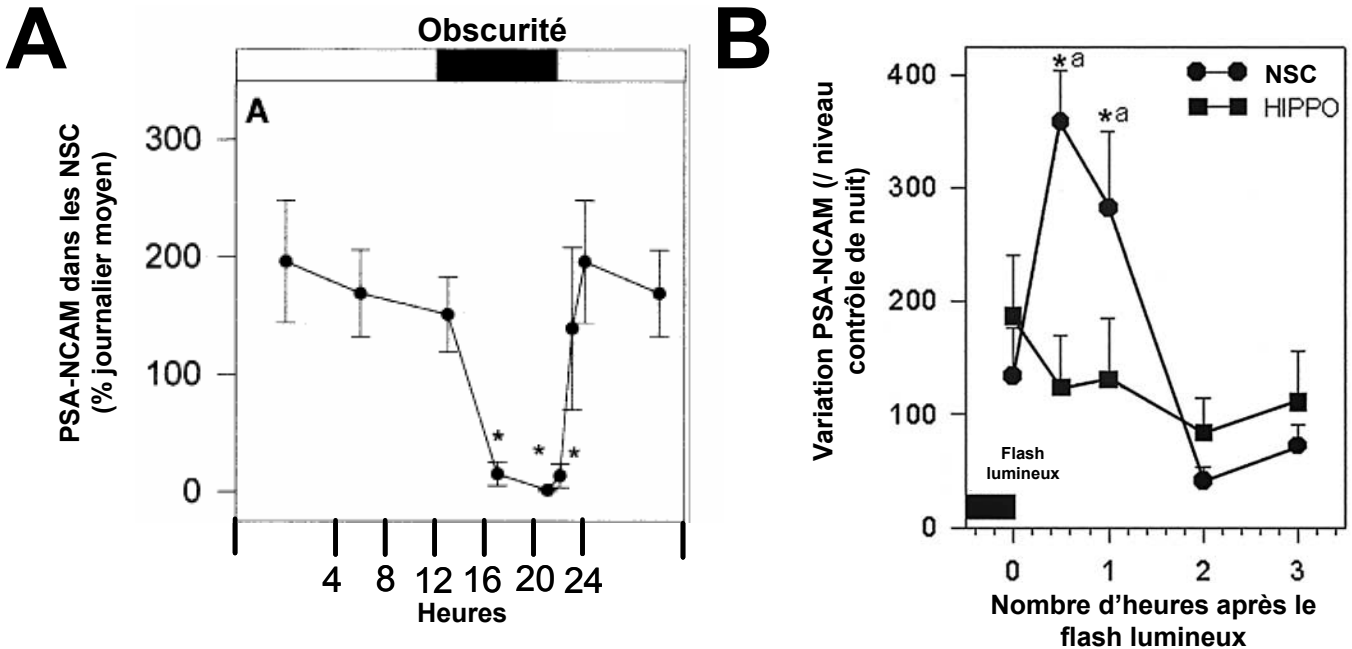 A
Obscurité
A
PSA-NCAM dans les NSC
(% journalier moyen)
300
200
100
0
*
*
*
4 8 12 16 20 24
Heures
B
NSC
HIPPO
*a
*a
Variation PSA-NCAM (/ niveau
contrôle de nuit)
400
300
200
100
0
Flash
lumineux
0 1 2 3
Nombre d’heures après le
flash lumineux